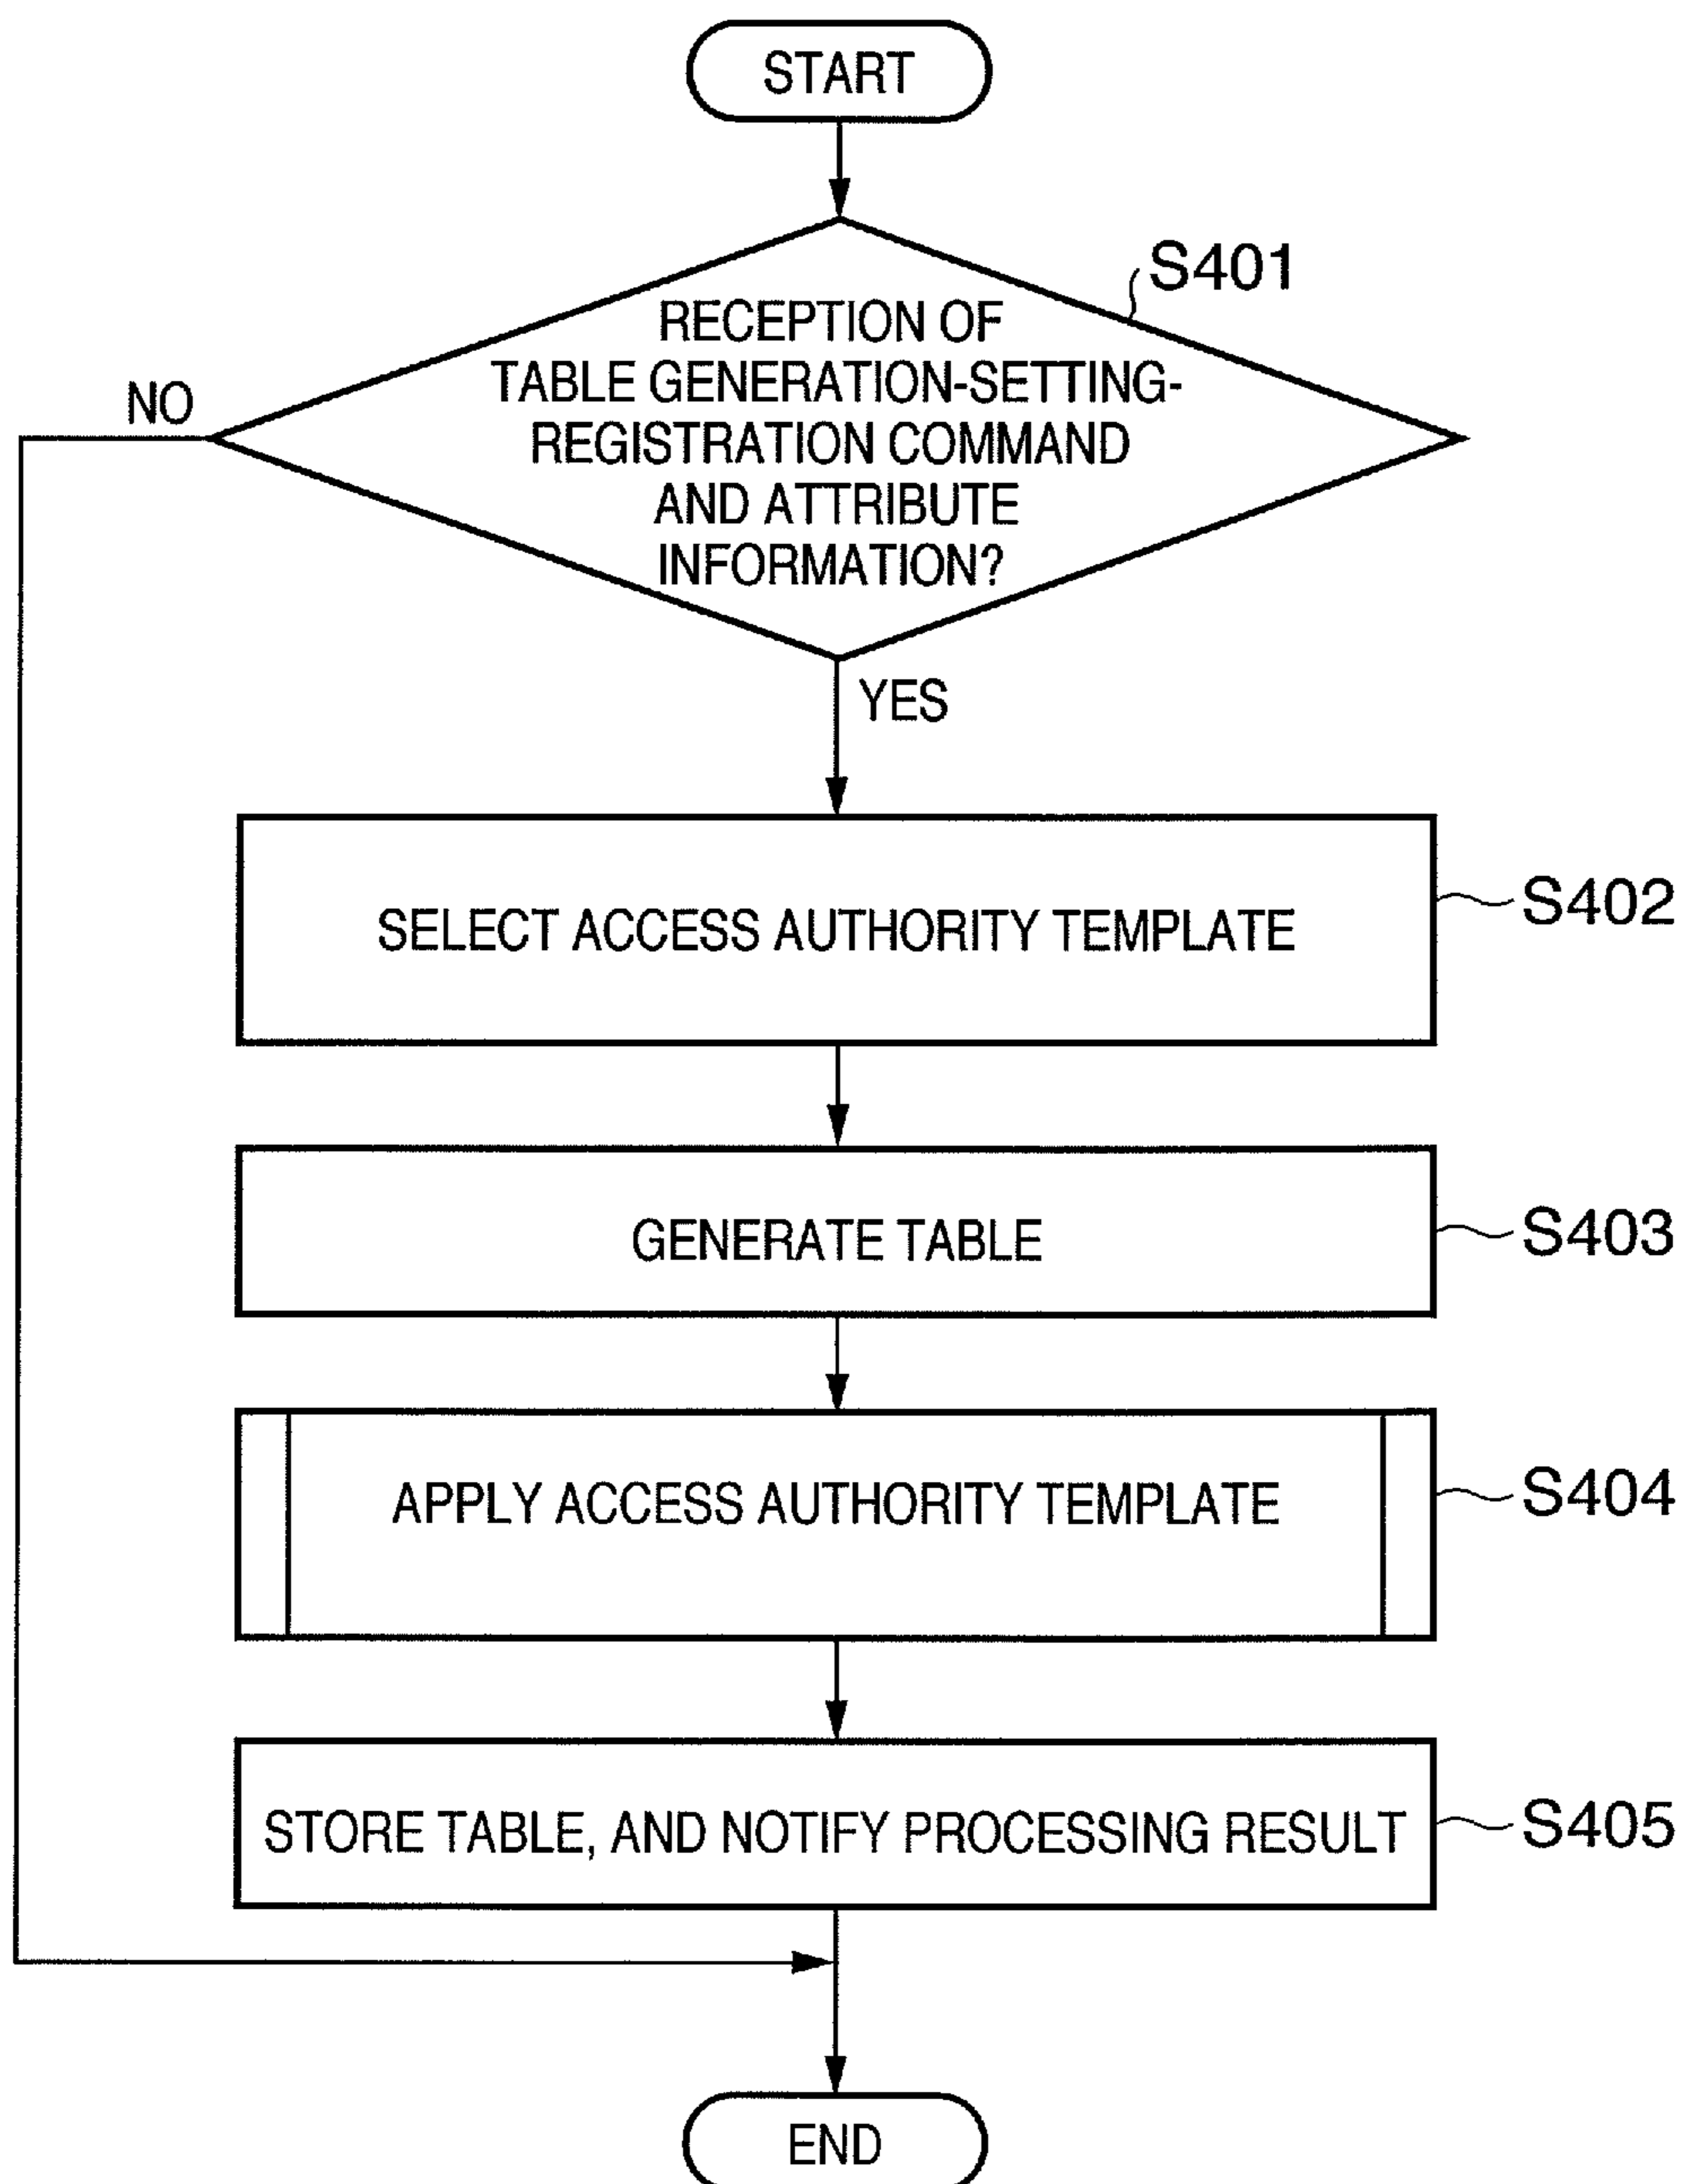 START
S401
RECEPTION OF
TABLE GENERATION-SETTING-
REGISTRATION COMMAND
AND ATTRIBUTE
INFORMATION?
NO
YES
SELECT ACCESS AUTHORITY TEMPLATE
S402
GENERATE TABLE
S403
APPLY ACCESS AUTHORITY TEMPLATE
S404
STORE TABLE, AND NOTIFY PROCESSING RESULT
S405
END